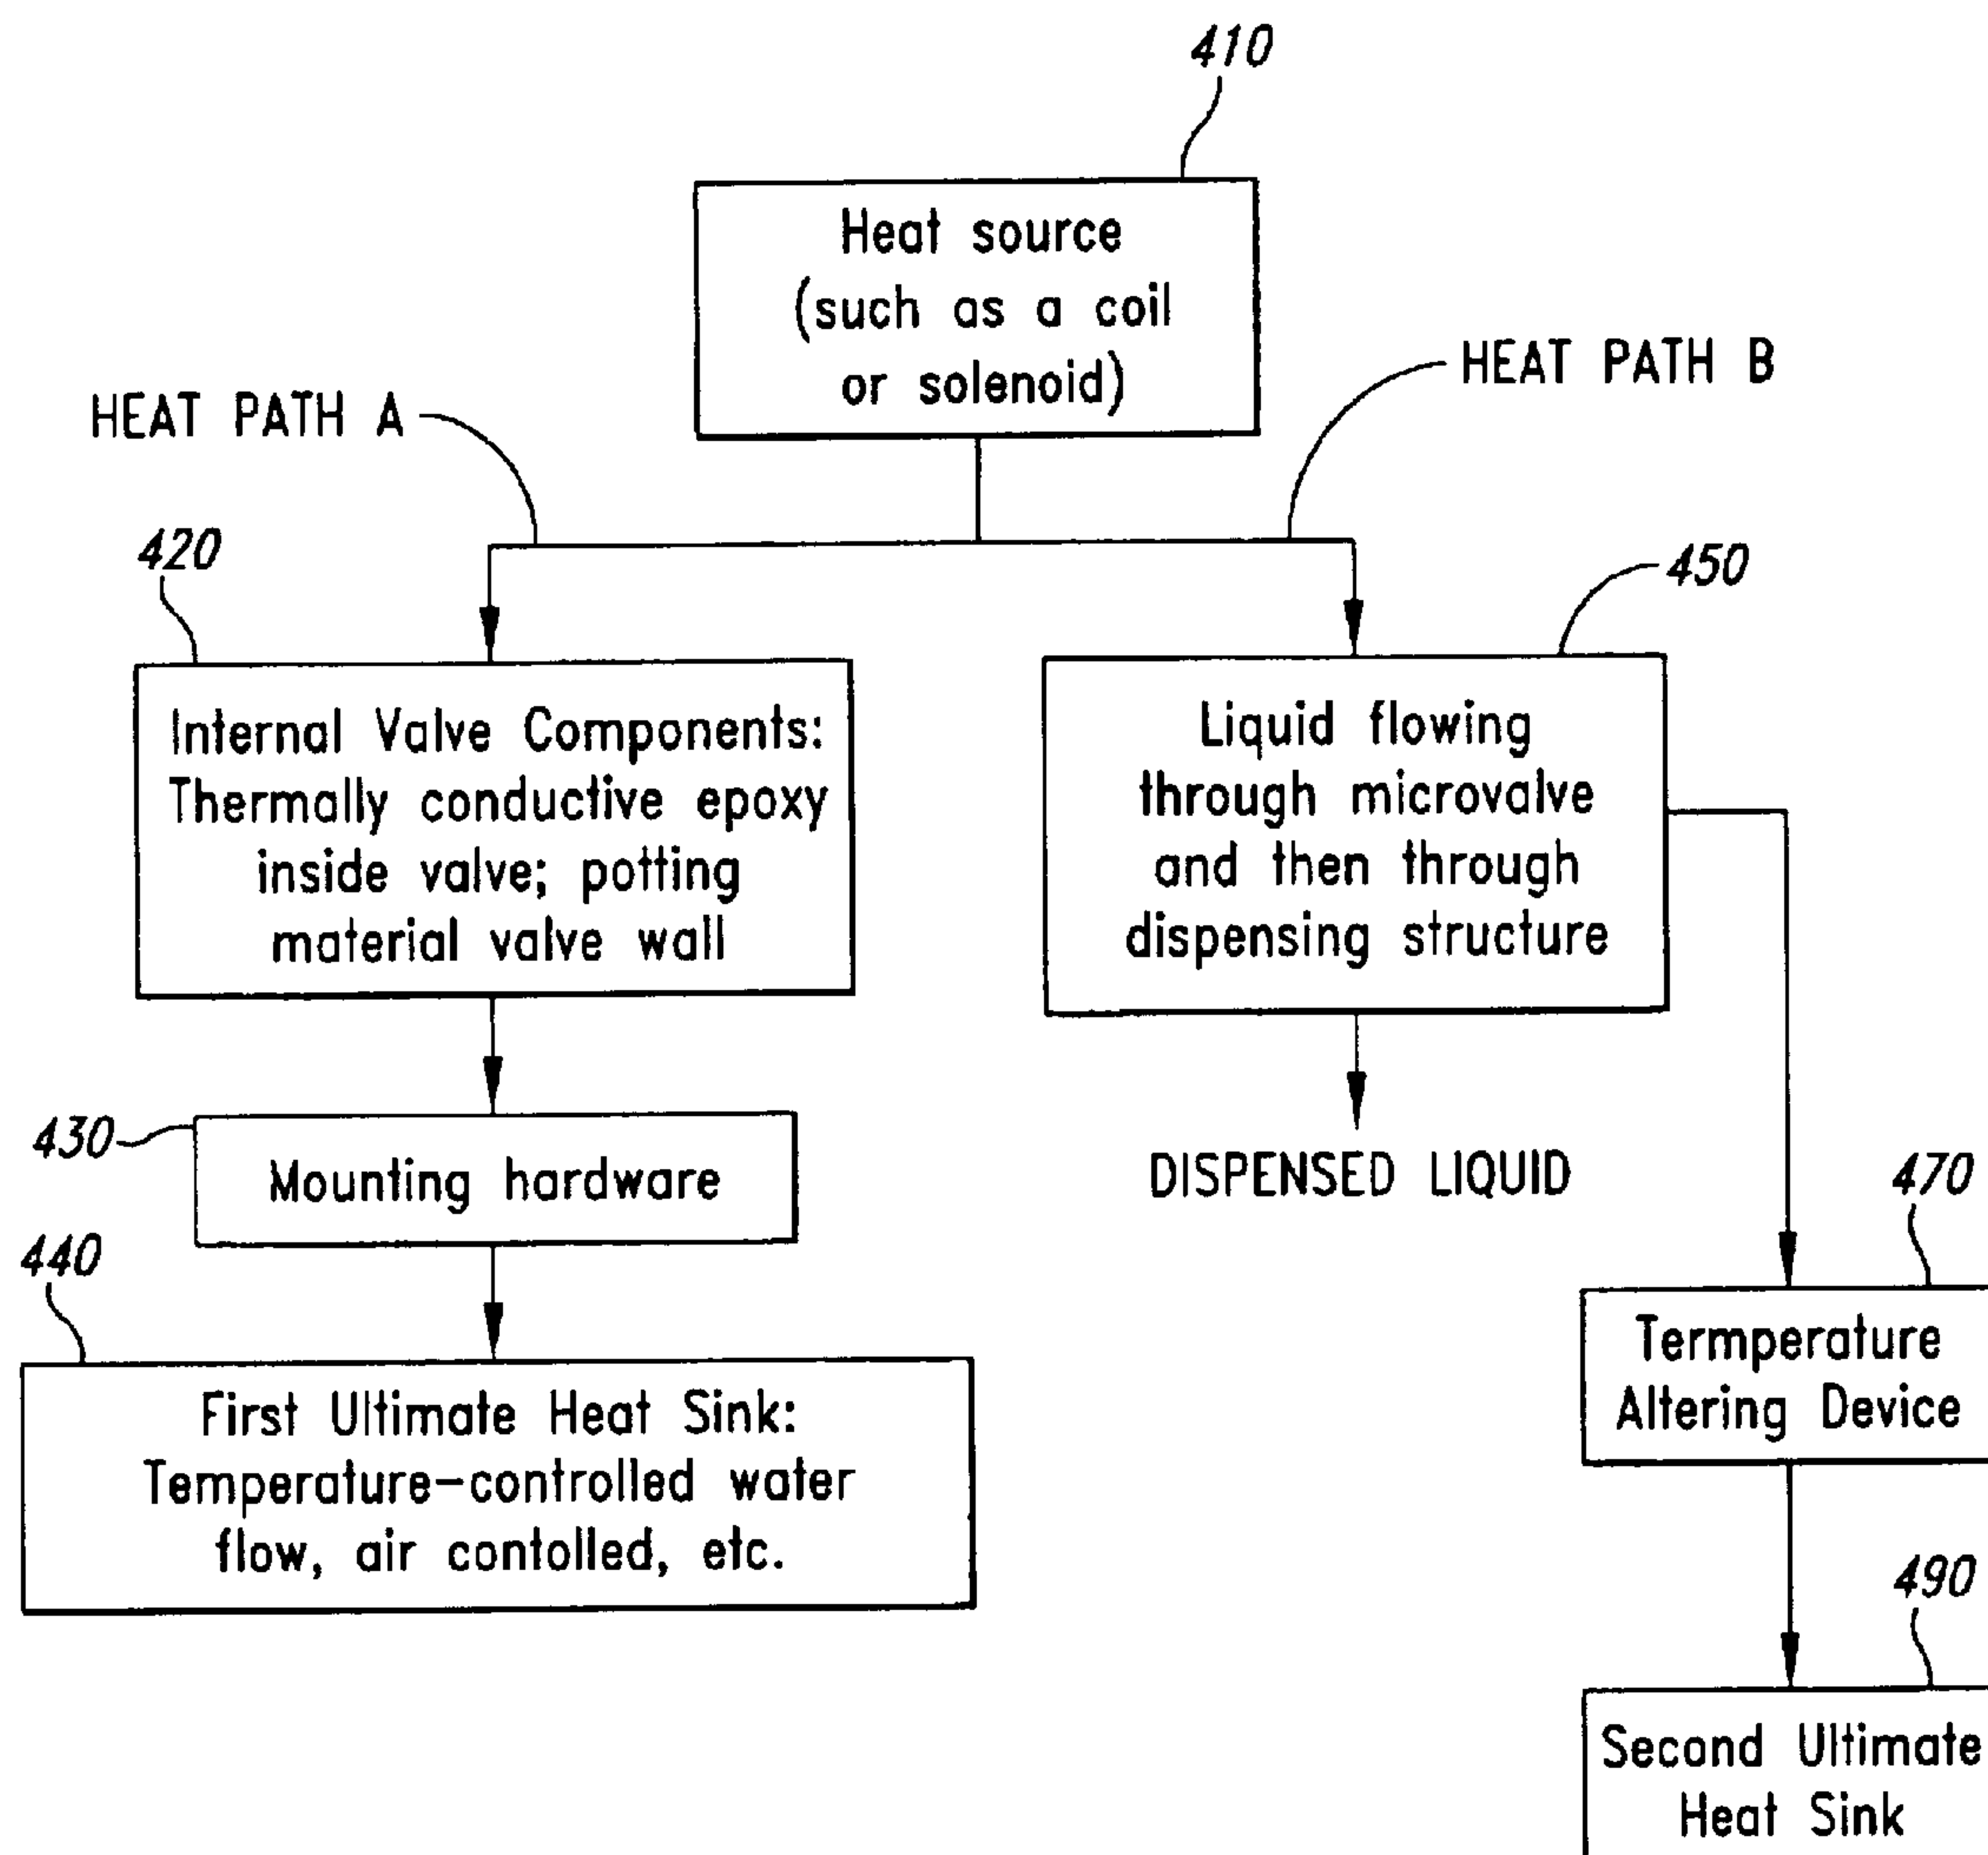 410
Heat source
(such as a coil
or solenoid)
HEAT PATH A
HEAT PATH B
420
450
Internal Valve Components:
Thermally conductive epoxy
inside valve; potting
material valve wall
Liquid flowing
through microvalve
and then through
dispensing structure
430
Mounting hardware
DISPENSED LIQUID
470
440
Termperature
Altering Device
First Ultimate Heat Sink:
Temperature-controlled water
flow, air contolled, etc.
490
Second Ultimate
Heat Sink